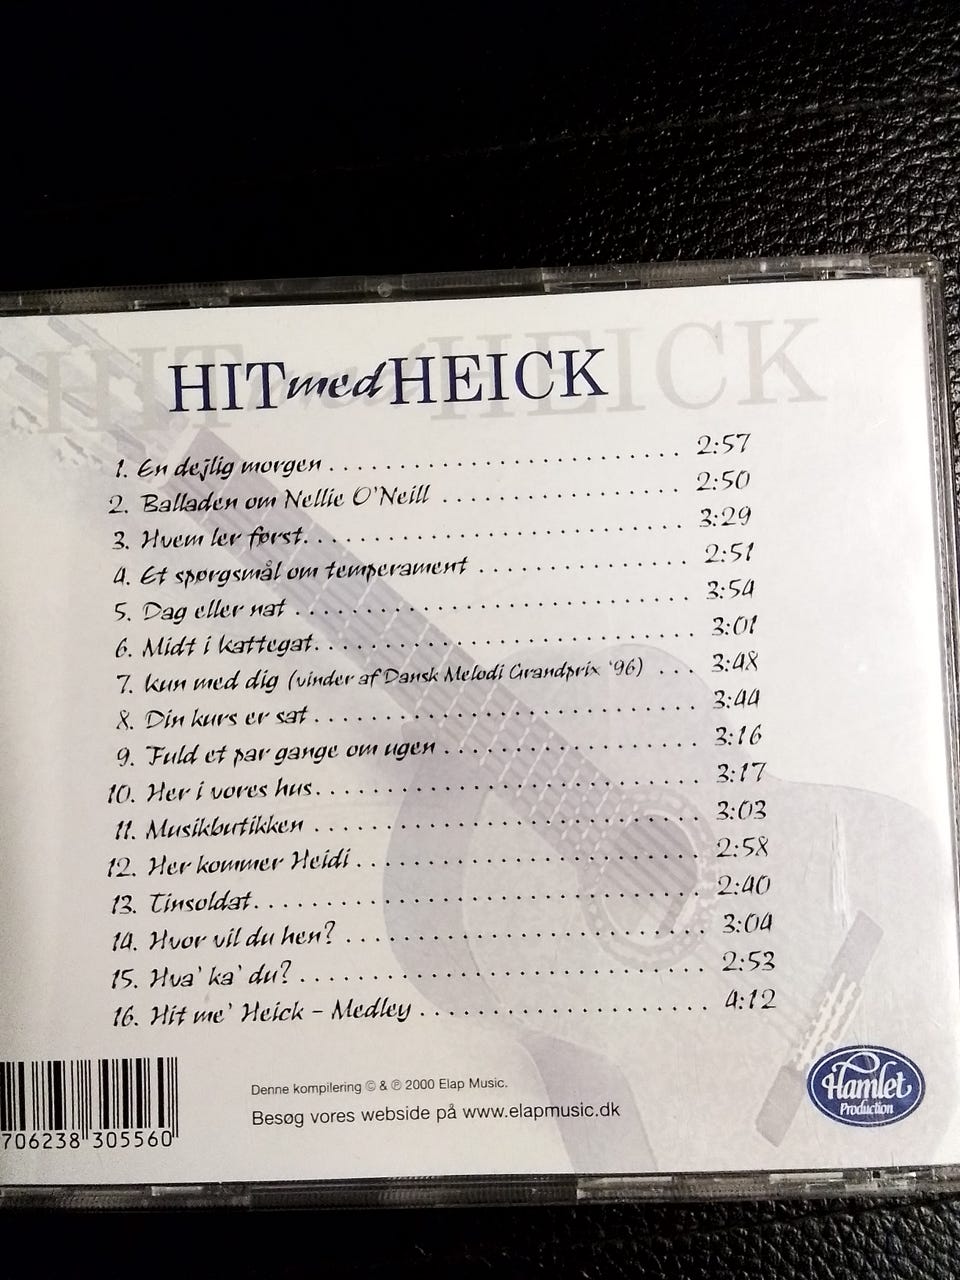 HIT med HEICK
1. En dejlig morgen 2:57
2. Balladen om Nellie O'Neill 2:50
3. Hvem ler først 3:29
4. Et spørgsmål om temperament 2:51
5. Dag eller nat 3:54
6. Midt i kattegat 3:01
7. Kun med dig (vinder af Dansk Melodi Grandprix '96) 3:48
8. Din kurs er sat 3:44
9. Fuld et par gange om ugen 3:16
10. Her i vores hus 3:17
11. Musikbutikken 3:03
12. Her kommer Heidi 2:58
13. Tinsoldat 2:40
14. Hvor vil du hen? 3:04
15. Hva' ka' du? 2:53
16. Hit me' Heick - Medley 4:12
706238 305560
Denne kompilering © & ℗ 2000 Elap Music.
Besøg vores webside på www.elapmusic.dk
Hamlet
Production